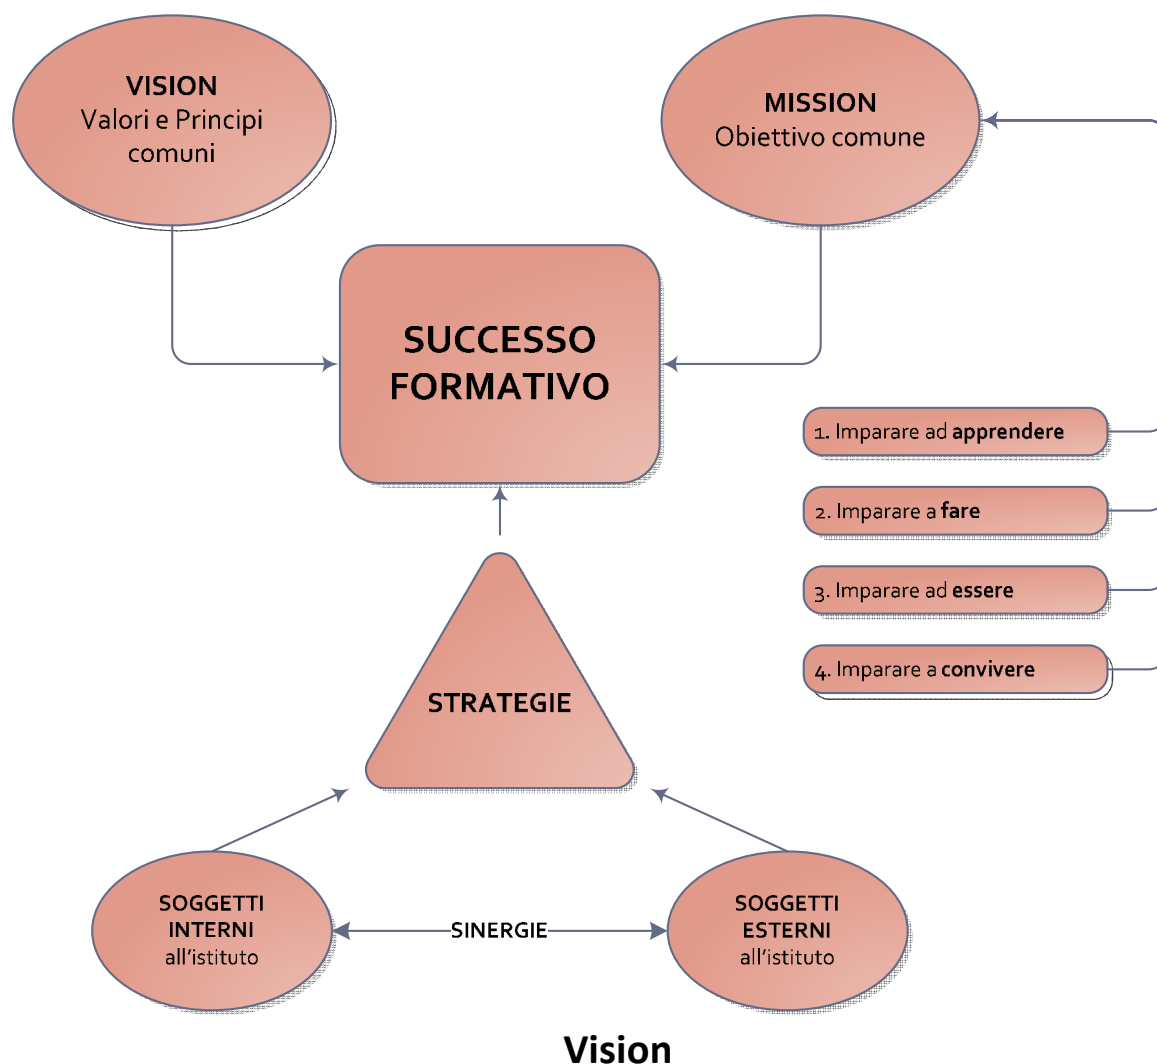 VISION
Valori e Principi
comuni
MISSION
Obiettivo comune
SUCCESSO
FORMATIVO
1. Imparare ad apprendere
2. Imparare a fare
3. Imparare ad essere
4. Imparare a convivere
STRATEGIE
SOGGETTI
INTERNI
all'istituto
SINERGIE
SOGGETTI
ESTERNI
all'istituto
Vision